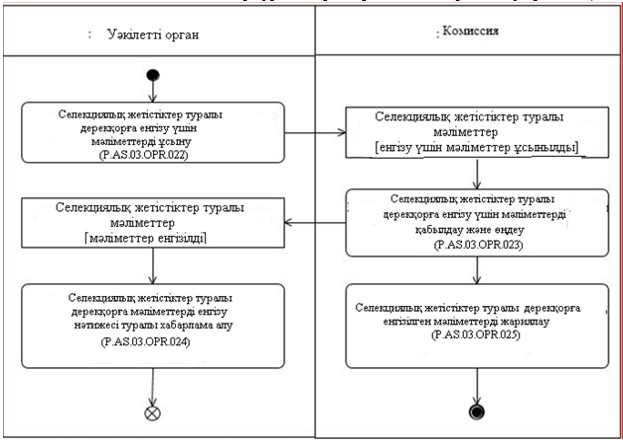 : Уәкілетті орган
: Комиссия
Селекциялық жетістіктер туралы
дерекқорға енгізу үшін
мәліметтерді ұсыну
(P.AS.03.OPR.022)
Селекциялық жетістіктер туралы
мәліметтер
[енгізу үшін мәліметтер ұсынылды]
Селекциялық жетістіктер туралы
мәліметтер
[мәліметтер енгізілді]
Селекциялық жетістіктер туралы
дерекқорға енгізу үшін мәліметтерді
қабылдау және өңдеу
(P.AS.03.OPR.023)
Селекциялық жетістіктер туралы
дерекқорға мәліметтерді енгізу
нәтижесі туралы хабарлама алу
(P.AS.03.OPR.024)
Селекциялық жетістіктер туралы дерекқорға
енгізілген мәліметтерді жариялау
(P.AS.03.OPR.025)